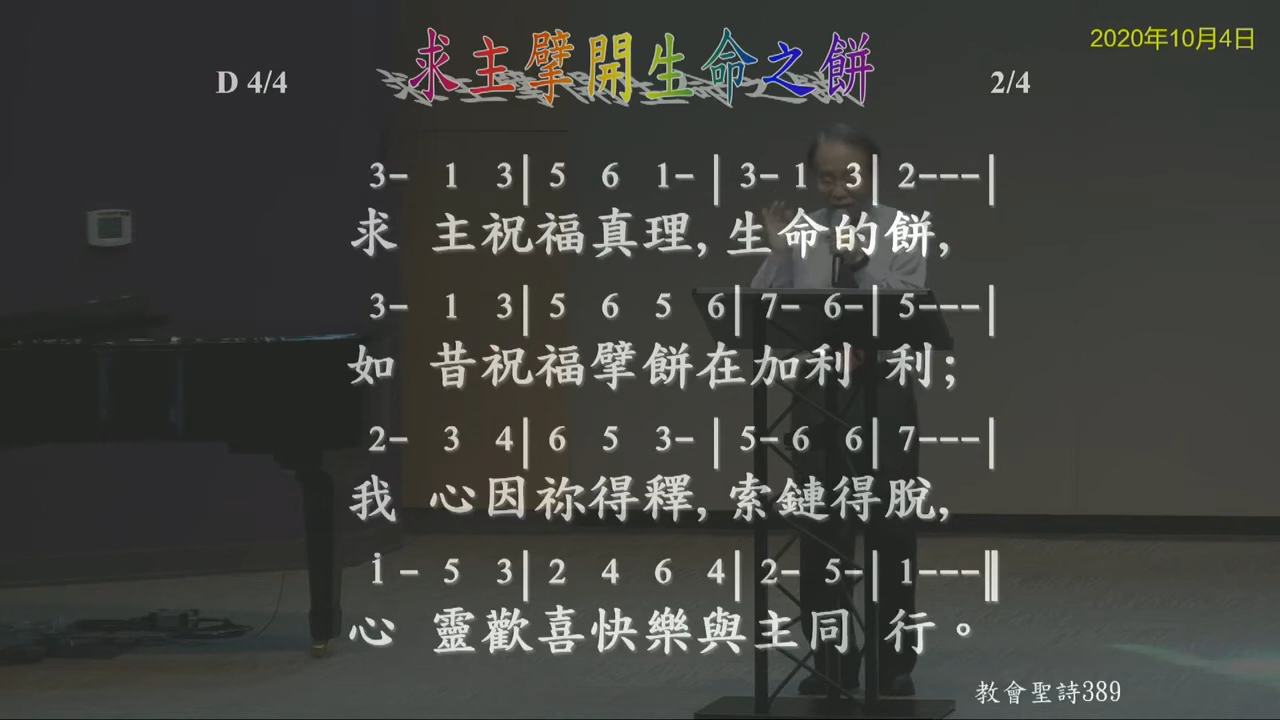 求主擘開生命之餅
2020年10月4日
D 4/4
2/4
3- 1 3| 5 6 1- | 3- 1 3| 2---|
求 主祝福真理, 生命的餅,
3- 1 3| 5 6 5 6| 7- 6-| 5---|
如 昔祝福擘餅在加利 利;
2- 3 4| 6 5 3- | 5- 6 6| 7---|
我 心因祢得釋, 索鏈得脫,
i - 5 3| 2 4 6 4| 2- 5-| 1---‖
心 靈歡喜快樂與主同 行。
教會聖詩389